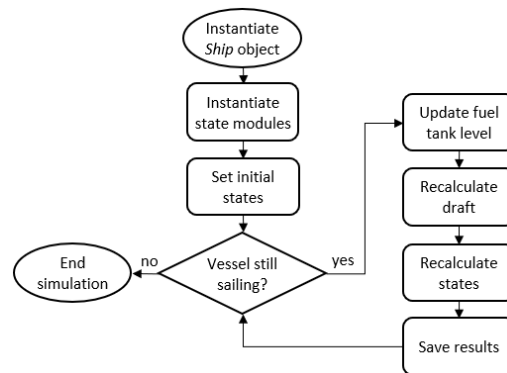 Instantiate
Ship object
Instantiate
state modules
Set initial
states
Vessel still
sailing?
no
yes
End
simulation
Update fuel
tank level
Recalculate
draft
Recalculate
states
Save results